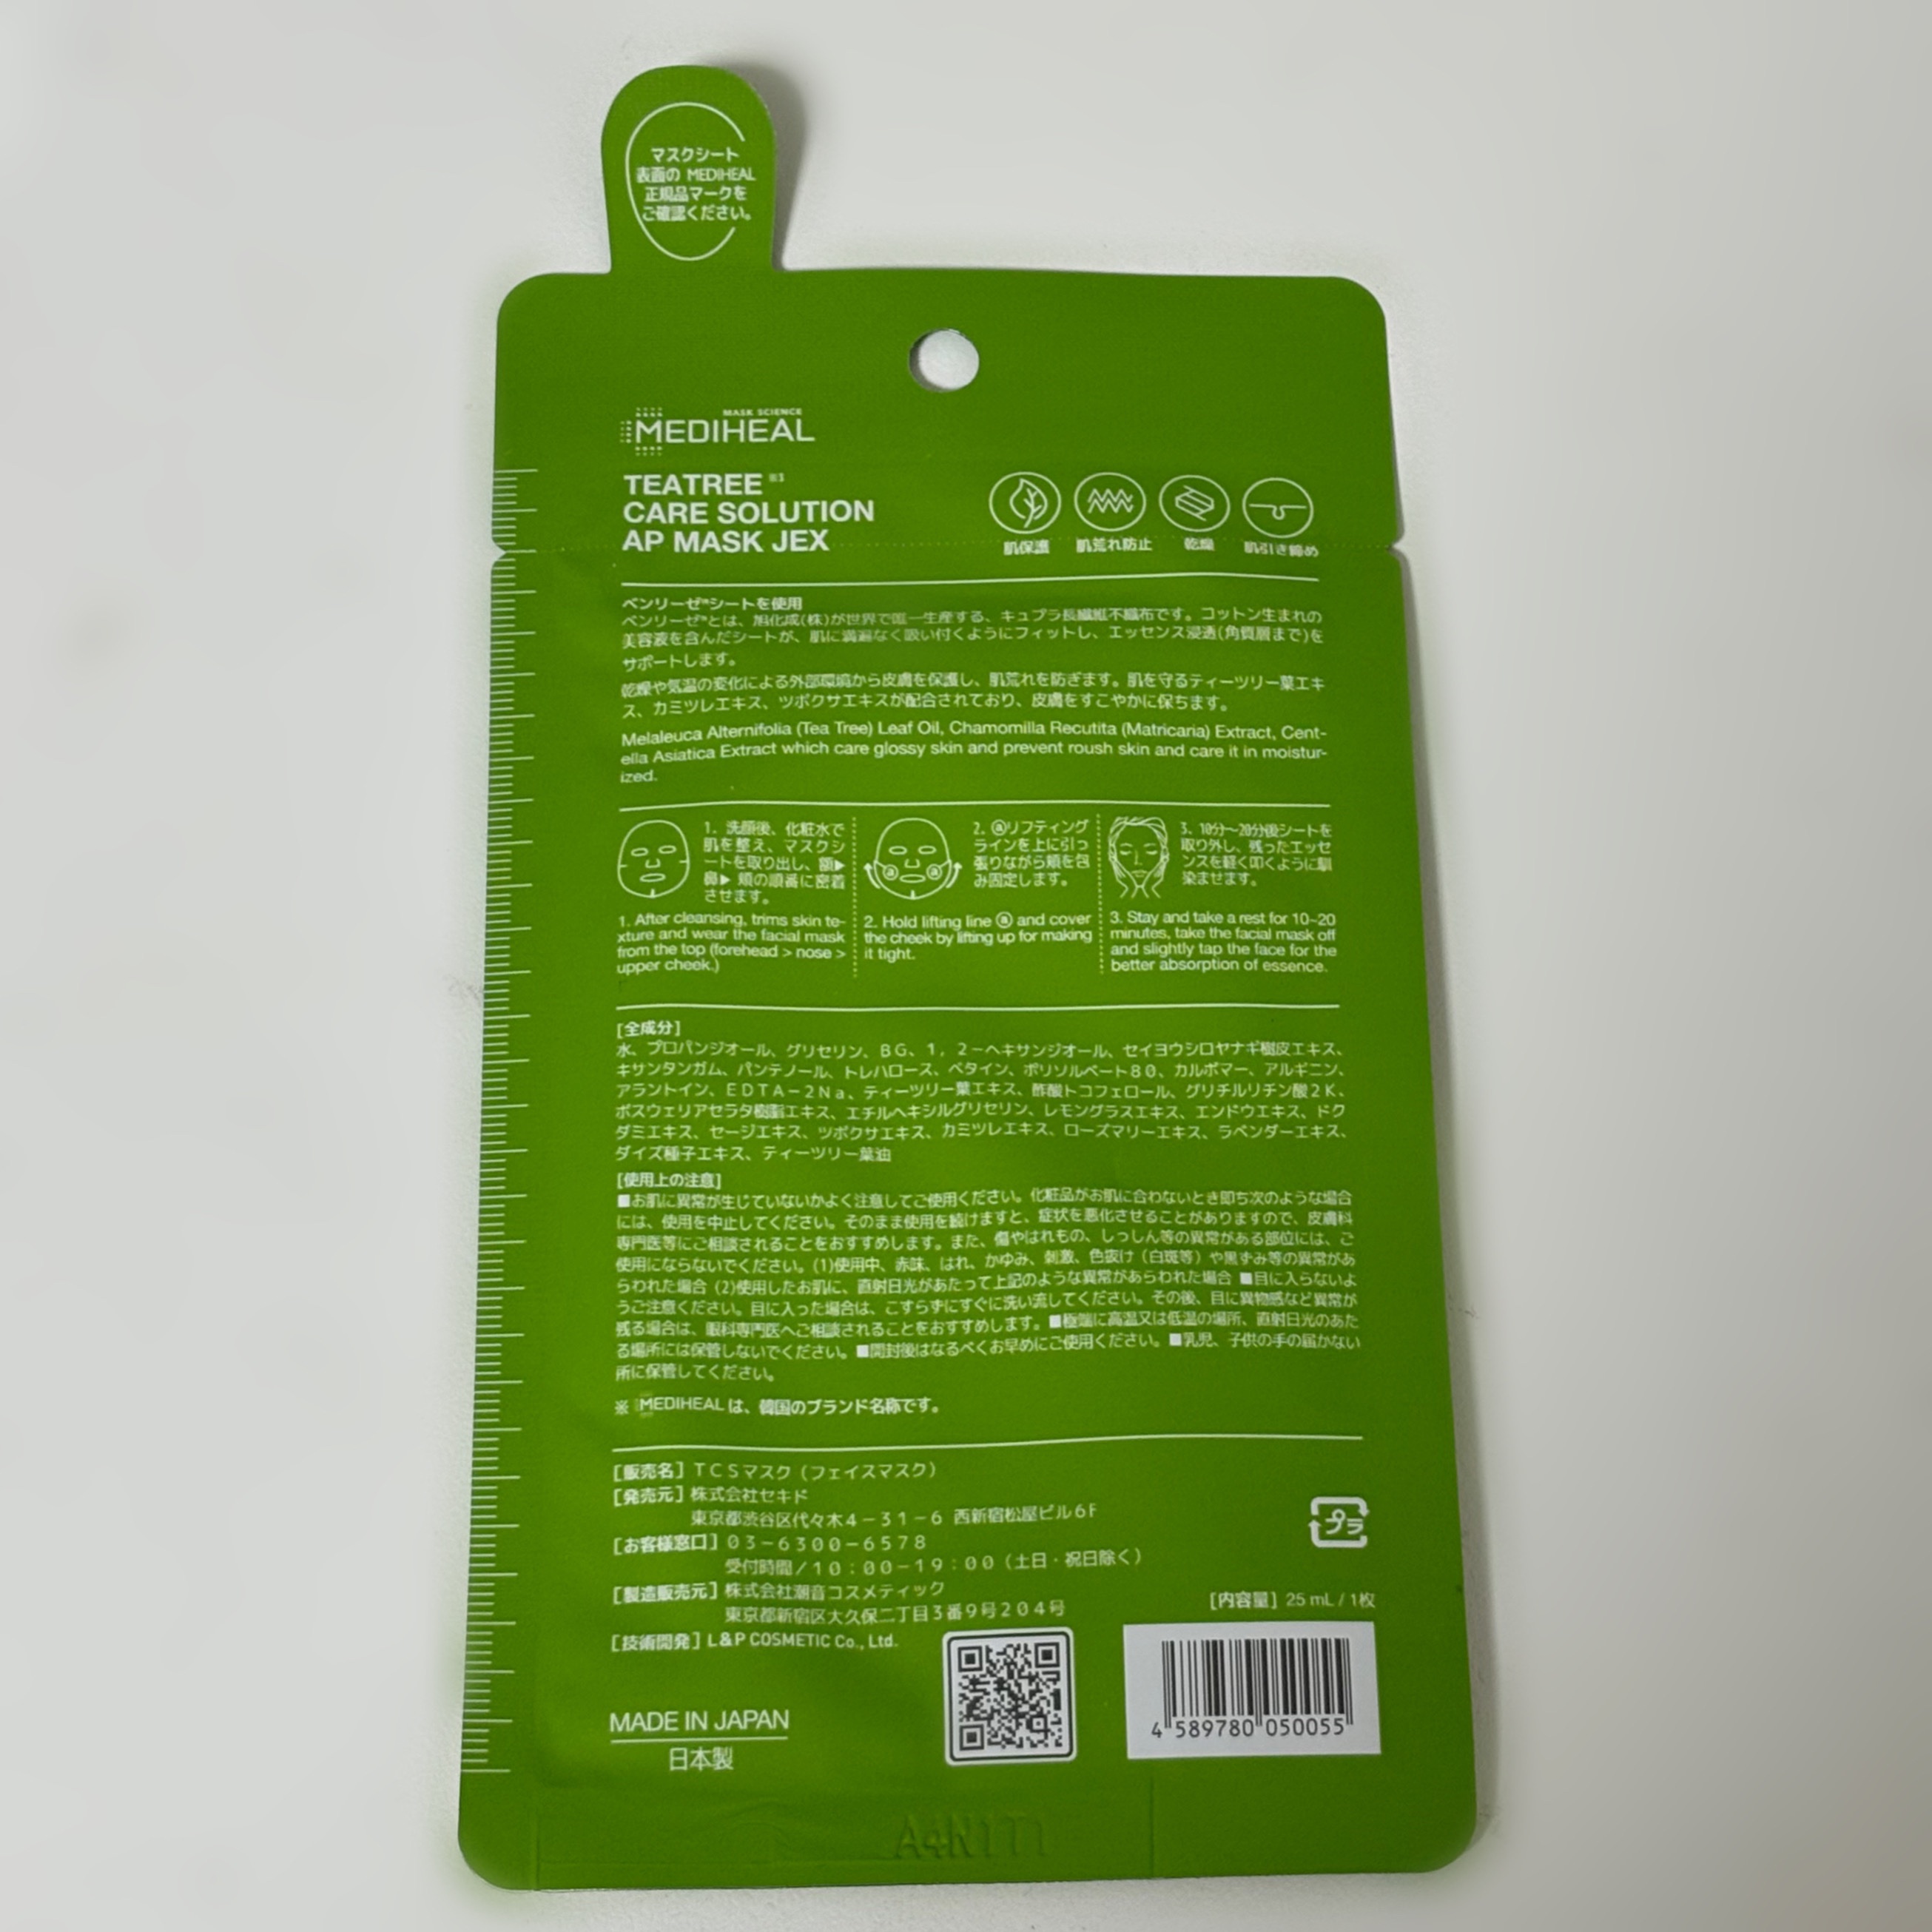 マスクシート
表面の MEDIHEAL
正規品マークを
ご確認ください。
MASK SCIENCE
MEDIHEAL
TEATREE
CARE SOLUTION
AP MASK JEX
肌保護 肌荒れ防止 乾燥 肌引き締め
ベンリーゼ®シートを使用
ベンリーゼ®とは、旭化成(株)が世界で唯一生産する、キュプラ長繊維不織布です。コットン生まれの
美容液を含んだシートが、肌に満遍なく吸い付くようにフィットし、エッセンス浸透(角質層まで)を
サポートします。
乾燥や気温の変化による外部環境から皮膚を保護し、肌荒れを防ぎます。肌を守るティーツリー葉エキ
ス、カミツレエキス、ツボクサエキスが配合されており、皮膚をすこやかに保ちます。
Melaleuca Alternifolia (Tea Tree) Leaf Oil, Chamomilla Recutita (Matricaria) Extract, Cent-
ella Asiatica Extract which care glossy skin and prevent roush skin and care it in moistur-
ized.
1. 洗顔後、化粧水で
肌を整え、マスクシ
ートを取り出し、額▶
鼻▶ 頬の順番に密着
させます。
1. After cleansing, trims skin te-
xture and wear the facial mask
from the top (forehead > nose >
upper cheek.)
ⓐ ⓐ
2. ⓐリフティング
ラインを上に引っ
張りながら頬を包
み固定します。
2. Hold lifting line ⓐ and cover
the cheek by lifting up for making
it tight.
3. 10分~20分後シートを
取り外し、残ったエッセ
ンスを軽く叩くように馴
染ませます。
3. Stay and take a rest for 10~20
minutes, take the facial mask off
and slightly tap the face for the
better absorption of essence.
[全成分]
水、プロパンジオール、グリセリン、BG、1，2－ヘキサンジオール、セイヨウシロヤナギ樹皮エキス、
キサンタンガム、パンテノール、トレハロース、ベタイン、ポリソルベート80、カルボマー、アルギニン、
アラントイン、EDTA－2Na、ティーツリー葉エキス、酢酸トコフェロール、グリチルリチン酸2K、
ボスウェリアセラタ樹脂エキス、エチルヘキシルグリセリン、レモングラスエキス、エンドウエキス、ドク
ダミエキス、セージエキス、ツボクサエキス、カミツレエキス、ローズマリーエキス、ラベンダーエキス、
ダイズ種子エキス、ティーツリー葉油
[使用上の注意]
■お肌に異常が生じていないかよく注意してご使用ください。化粧品がお肌に合わないとき即ち次のような場合
には、使用を中止してください。そのまま使用を続けますと、症状を悪化させることがありますので、皮膚科
専門医等にご相談されることをおすすめします。また、傷やはれもの、しっしん等の異常がある部位には、ご
使用にならないでください。(1)使用中、赤味、はれ、かゆみ、刺激、色抜け（白斑等）や黒ずみ等の異常があ
らわれた場合 (2)使用したお肌に、直射日光があたって上記のような異常があらわれた場合 ■目に入らないよ
うご注意ください。目に入った場合は、こすらずにすぐに洗い流してください。その後、目に異物感など異常が
残る場合は、眼科専門医へご相談されることをおすすめします。■極端に高温又は低温の場所、直射日光のあた
る場所には保管しないでください。■開封後はなるべくお早めにご使用ください。■乳児、子供の手の届かない
所に保管してください。
※ MEDIHEAL は、韓国のブランド名称です。
[販売名] TCSマスク（フェイスマスク）
[発売元] 株式会社セキド
東京都渋谷区代々木4－31－6 西新宿松屋ビル6F
[お客様窓口] 03－6300－6578
受付時間/10：00－19：00（土日・祝日除く）
[製造販売元] 株式会社潮音コスメティック
東京都新宿区大久保二丁目3番9号204号
[技術開発] L&P COSMETIC Co., Ltd.
プラ
[内容量] 25 mL / 1枚
MADE IN JAPAN
日本製
4 589780 050055
A4N1T1